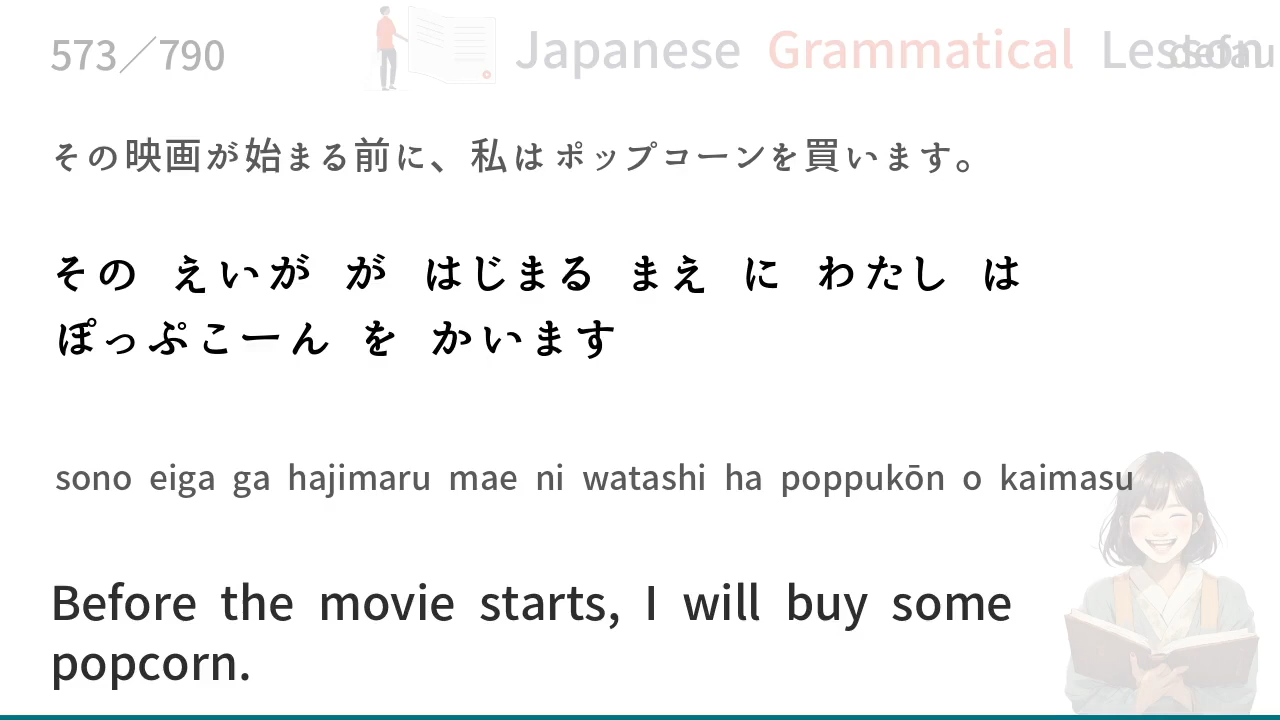 573／790
Japanese Grammatical Lesson
その映画が始まる前に、私はポップコーンを買います。
その えいが が はじまる まえ に わたし は
ぽっぷこーん を かいます
sono eiga ga hajimaru mae ni watashi ha poppukōn o kaimasu
Before the movie starts, I will buy some
popcorn.